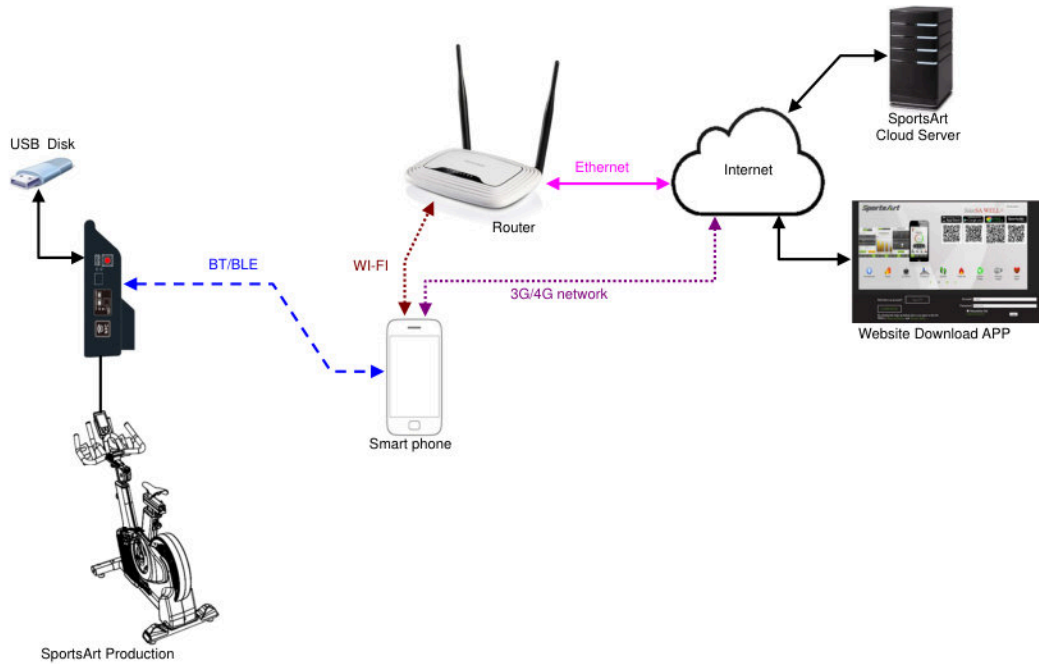 SportsArt
Cloud Server
USB Disk
Ethernet
Internet
Router
SportsArt
BT/BLE
WI-FI
3G/4G network
Website Download APP
Smart phone
SportsArt Production